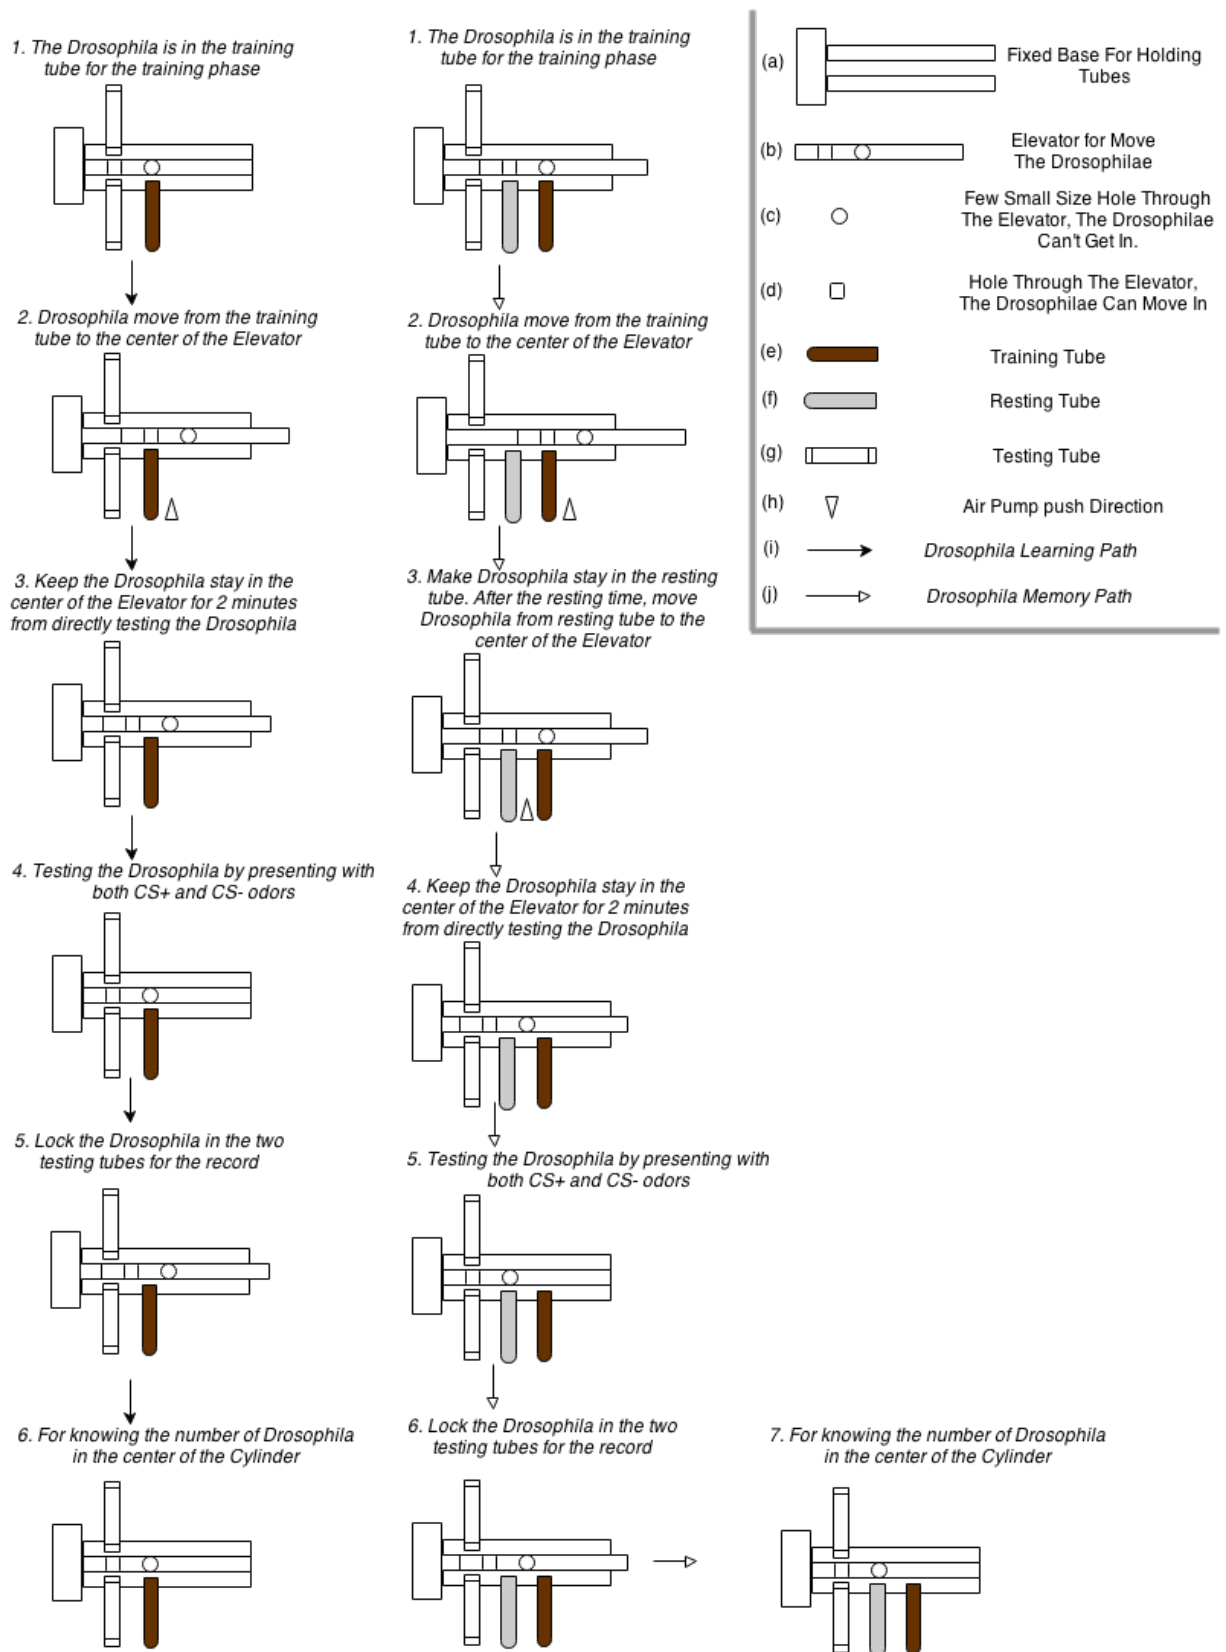 1. The Drosophila is in the training
tube for the training phase
2. Drosophila move from the training
tube to the center of the Elevator
3. Keep the Drosophila stay in the
center of the Elevator for 2 minutes
from directly testing the Drosophila
4. Testing the Drosophila by presenting with
both CS+ and CS- odors
5. Lock the Drosophila in the two
testing tubes for the record
6. For knowing the number of Drosophila
in the center of the Cylinder
1. The Drosophila is in the training
tube for the training phase
2. Drosophila move from the training
tube to the center of the Elevator
3. Make Drosophila stay in the resting
tube. After the resting time, move
Drosophila from resting tube to the
center of the Elevator
4. Keep the Drosophila stay in the
center of the Elevator for 2 minutes
from directly testing the Drosophila
5. Testing the Drosophila by presenting with
both CS+ and CS- odors
6. Lock the Drosophila in the two
testing tubes for the record
7. For knowing the number of Drosophila
in the center of the Cylinder
(a) Fixed Base For Holding
Tubes
(b) Elevator for Move
The Drosophilae
(c) Few Small Size Hole Through
The Elevator, The Drosophilae
Can't Get In.
(d) Hole Through The Elevator,
The Drosophilae Can Move In
(e) Training Tube
(f) Resting Tube
(g) Testing Tube
(h) Air Pump push Direction
(i) Drosophila Learning Path
(j) Drosophila Memory Path